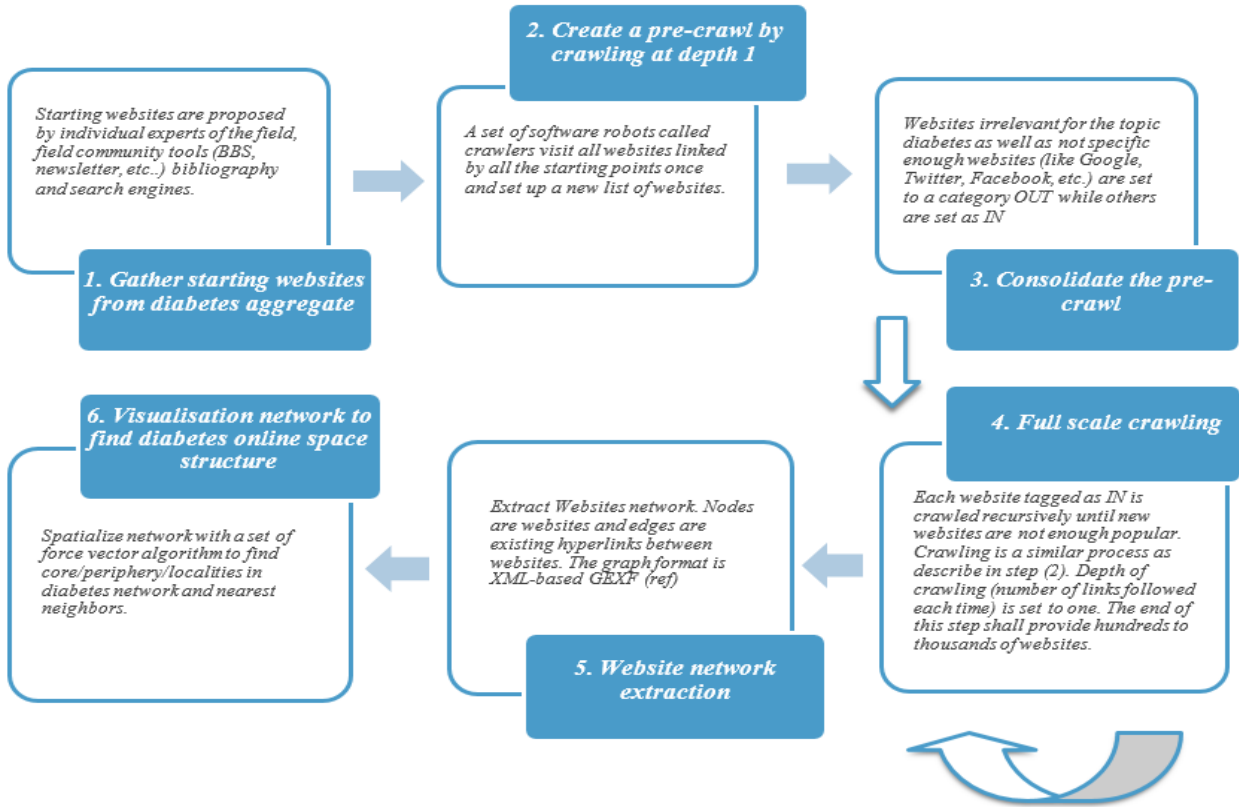 Starting websites are proposed
by individual experts of the field,
field community tools (BBS,
newsletter, etc..) bibliography
and search engines.
1. Gather starting websites
from diabetes aggregate
2. Create a pre-crawl by
crawling at depth 1
A set of software robots called
crawlers visit all websites linked
by all the starting points once
and set up a new list of websites.
Websites irrelevant for the topic
diabetes as well as not specific
enough websites (like Google,
Twitter, Facebook, etc.) are set
to a category OUT while others
are set as IN
3. Consolidate the pre-
crawl
4. Full scale crawling
Each website tagged as IN is
crawled recursively until new
websites are not enough popular.
Crawling is a similar process as
describe in step (2). Depth of
crawling (number of links followed
each time) is set to one. The end of
this step shall provide hundreds to
thousands of websites.
Extract Websites network. Nodes
are websites and edges are
existing hyperlinks between
websites. The graph format is
XML-based GEXF (ref)
5. Website network
extraction
6. Visualisation network to
find diabetes online space
structure
Spatialize network with a set of
force vector algorithm to find
core/periphery/localities in
diabetes network and nearest
neighbors.